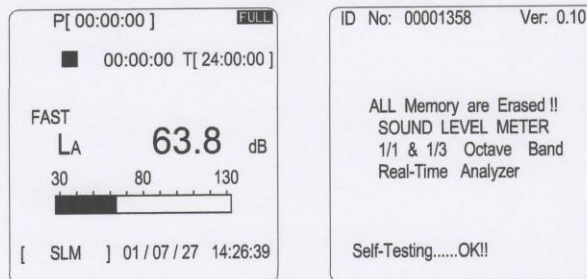 P[ 00:00:00 ] FULL
00:00:00 T[ 24:00:00 ]
FAST
LA 63.8 dB
30 80 130
[ SLM ] 01 / 07 / 27 14:26:39
ID No: 00001358 Ver: 0.10
ALL Memory are Erased !!
SOUND LEVEL METER
1/1 & 1/3 Octave Band
Real-Time Analyzer
Self-Testing......OK!!